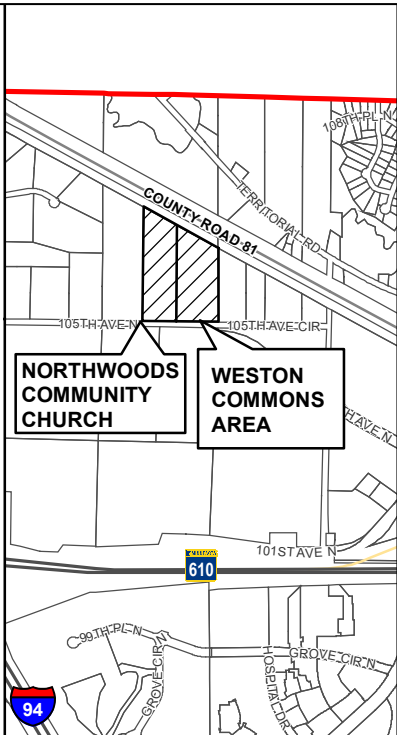 108TH PL N
TERRITORIAL RD
COUNTY ROAD 81
105TH AVE N
105TH AVE CIR
NORTHWOODS
COMMUNITY
CHURCH
WESTON
COMMONS
AREA
TH AVE N
101ST AVE N
610
99TH PL N
GROVE CIR N
GROVE CIR N
HOSPITAL DR
94